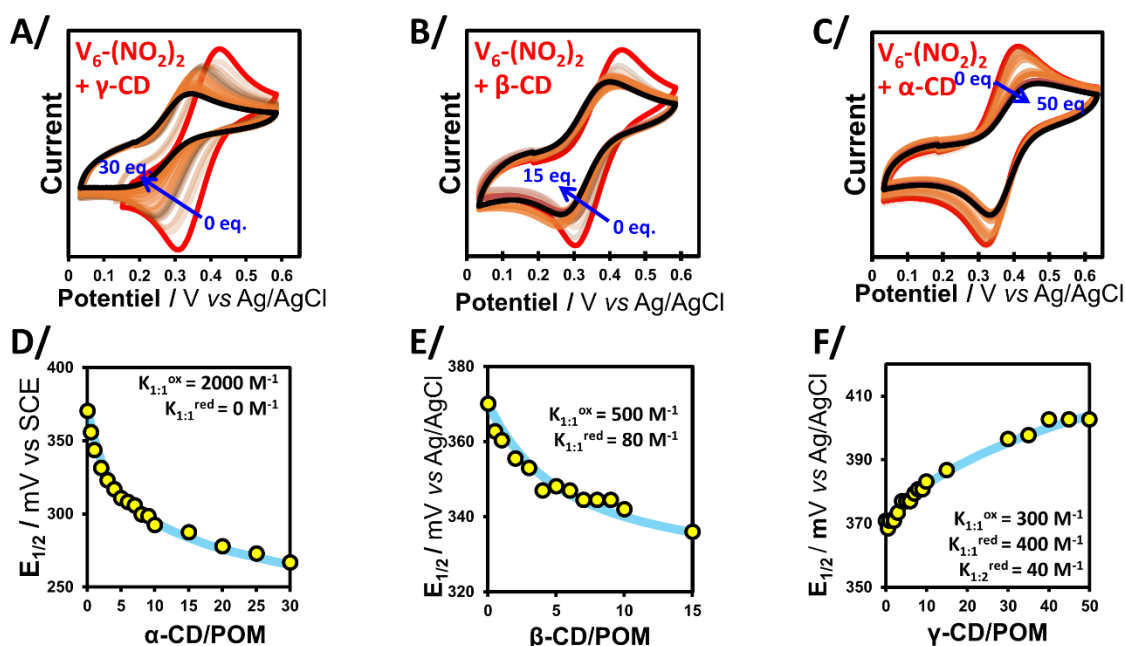 A/
V₆-(NO₂)₂
+ γ-CD
30 eq.
0 eq.
Current
0 0.1 0.2 0.3 0.4 0.5 0.6
Potentiel / V vs Ag/AgCl
B/
V₆-(NO₂)₂
+ β-CD
15 eq.
0 eq.
Current
0 0.1 0.2 0.3 0.4 0.5 0.6
Potentiel / V vs Ag/AgCl
C/
V₆-(NO₂)₂
+ α-CD
0 eq.
50 eq.
Current
0 0.1 0.2 0.3 0.4 0.5 0.6
Potentiel / V vs Ag/AgCl
D/
K₁:₁ᵒˣ = 2000 M⁻¹
K₁:₁ʳᵉᵈ = 0 M⁻¹
E₁/₂ / mV vs SCE
400
350
300
250
0 5 10 15 20 25 30
α-CD/POM
E/
K₁:₁ᵒˣ = 500 M⁻¹
K₁:₁ʳᵉᵈ = 80 M⁻¹
E₁/₂ / mV vs Ag/AgCl
380
360
340
320
0 5 10 15
β-CD/POM
F/
K₁:₁ᵒˣ = 300 M⁻¹
K₁:₁ʳᵉᵈ = 400 M⁻¹
K₁:₂ʳᵉᵈ = 40 M⁻¹
E₁/₂ / mV vs Ag/AgCl
410
390
370
350
0 10 20 30 40 50
γ-CD/POM